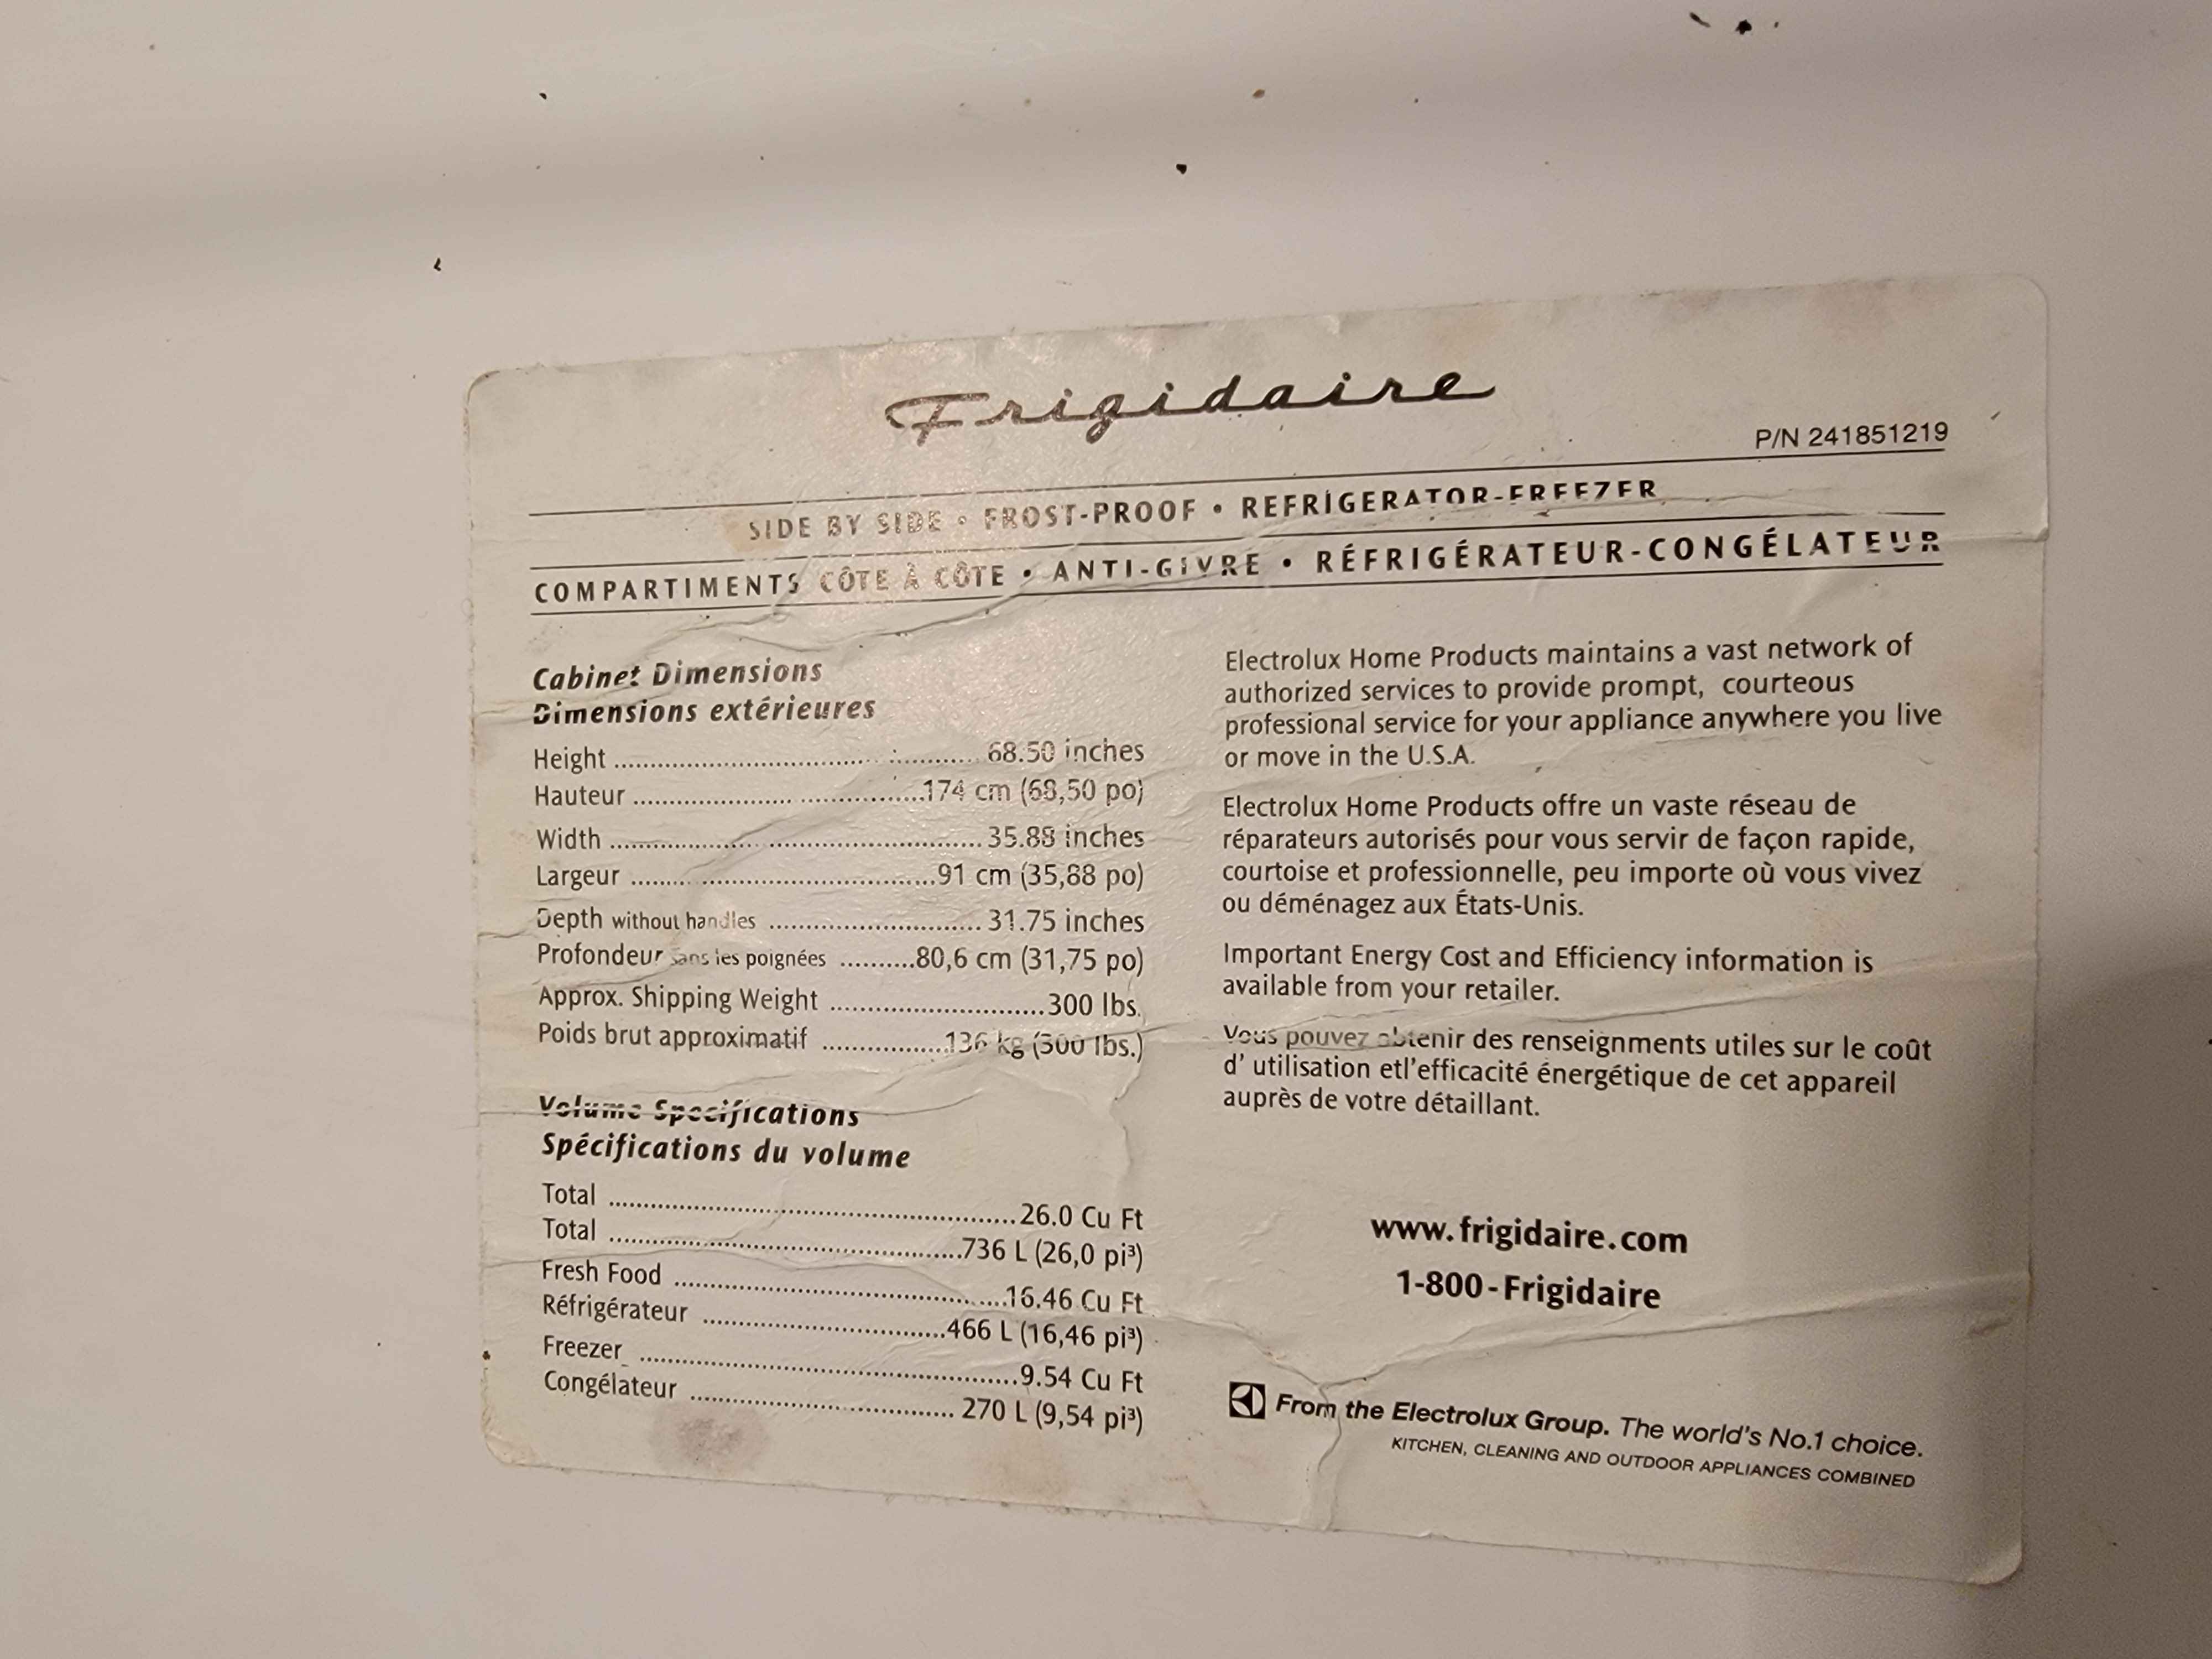 Frigidaire
P/N 241851219
SIDE BY SIDE • FROST-PROOF • REFRIGERATOR-FREEZER
COMPARTIMENTS CÔTE À CÔTE • ANTI-GIVRE • RÉFRIGÉRATEUR-CONGÉLATEUR
Cabinet Dimensions
Dimensions extérieures
Height ........................................ 68.50 inches
Hauteur ........................................174 cm (68,50 po)
Width ........................................ 35.88 inches
Largeur ........................................91 cm (35,88 po)
Depth without handles ............................ 31.75 inches
Profondeur sans les poignées ..........80,6 cm (31,75 po)
Approx. Shipping Weight ............................300 lbs.
Poids brut approximatif ................136 kg (300 lbs.)
Volume Specifications
Spécifications du volume
Total ........................................26.0 Cu Ft
Total ........................................736 L (26,0 pi³)
Fresh Food ........................................16.46 Cu Ft
Réfrigérateur ................................466 L (16,46 pi³)
Freezer ........................................9.54 Cu Ft
Congélateur ................................ 270 L (9,54 pi³)
Electrolux Home Products maintains a vast network of
authorized services to provide prompt, courteous
professional service for your appliance anywhere you live
or move in the U.S.A.
Electrolux Home Products offre un vaste réseau de
réparateurs autorisés pour vous servir de façon rapide,
courtoise et professionnelle, peu importe où vous vivez
ou déménagez aux États-Unis.
Important Energy Cost and Efficiency information is
available from your retailer.
Vous pouvez obtenir des renseignments utiles sur le coût
d' utilisation etl'efficacité énergétique de cet appareil
auprès de votre détaillant.
www.frigidaire.com
1-800-Frigidaire
From the Electrolux Group. The world's No.1 choice.
KITCHEN, CLEANING AND OUTDOOR APPLIANCES COMBINED